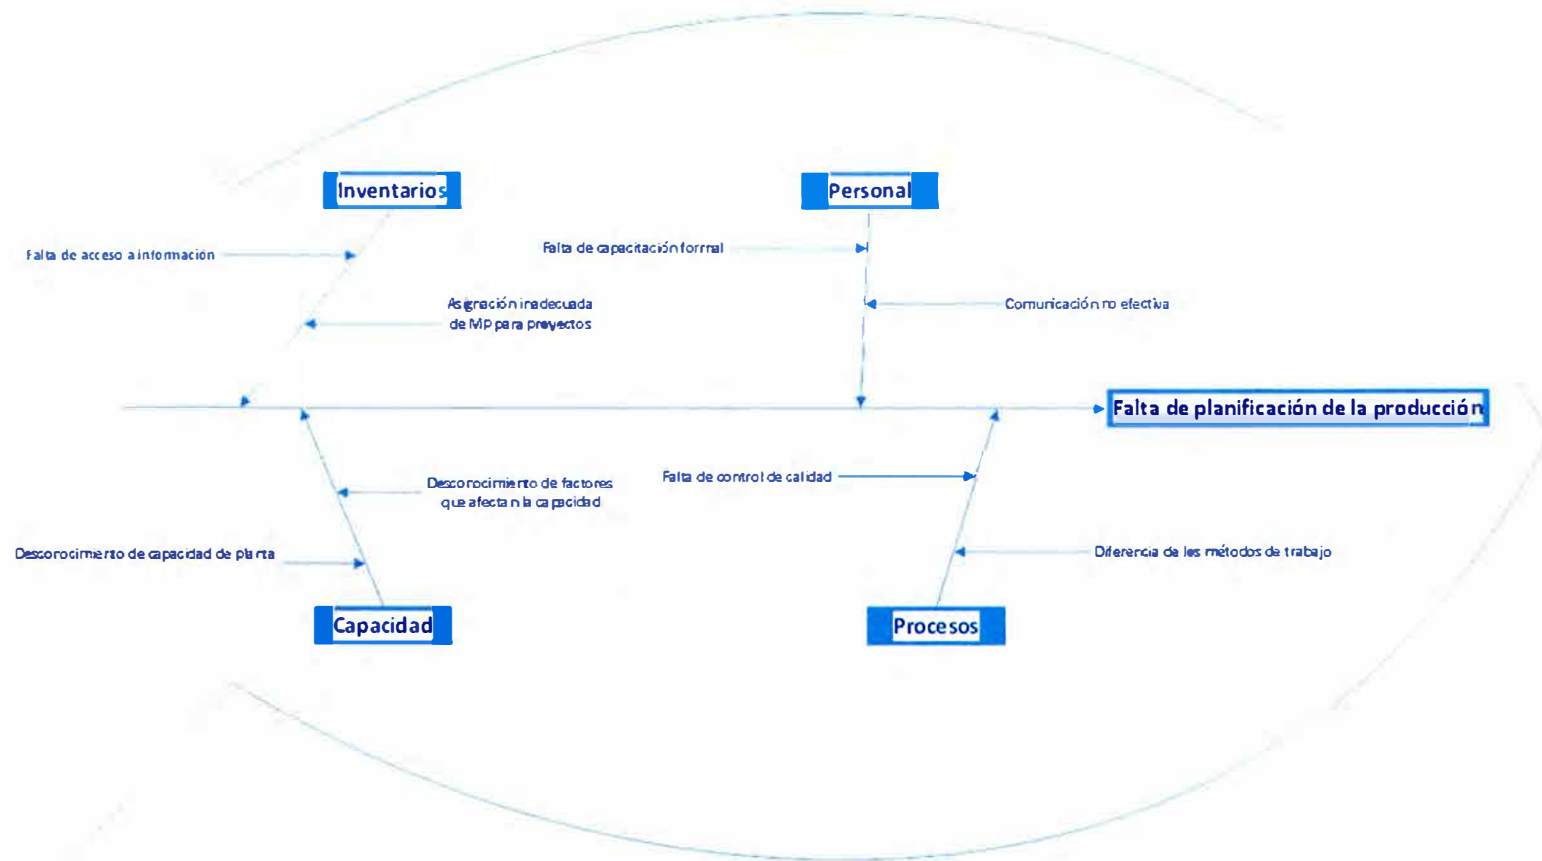 Inventarios
Personal
Falta de acceso a información
Falta de capacitación formal
Asignación inadecuada
de MP para proyectos
Comunicación no efectiva
Falta de planificación de la producción
Desconocimiento de factores
que afectan la capacidad
Falta de control de calidad
Desconocimiento de capacidad de planta
Diferencia de los métodos de trabajo
Capacidad
Procesos